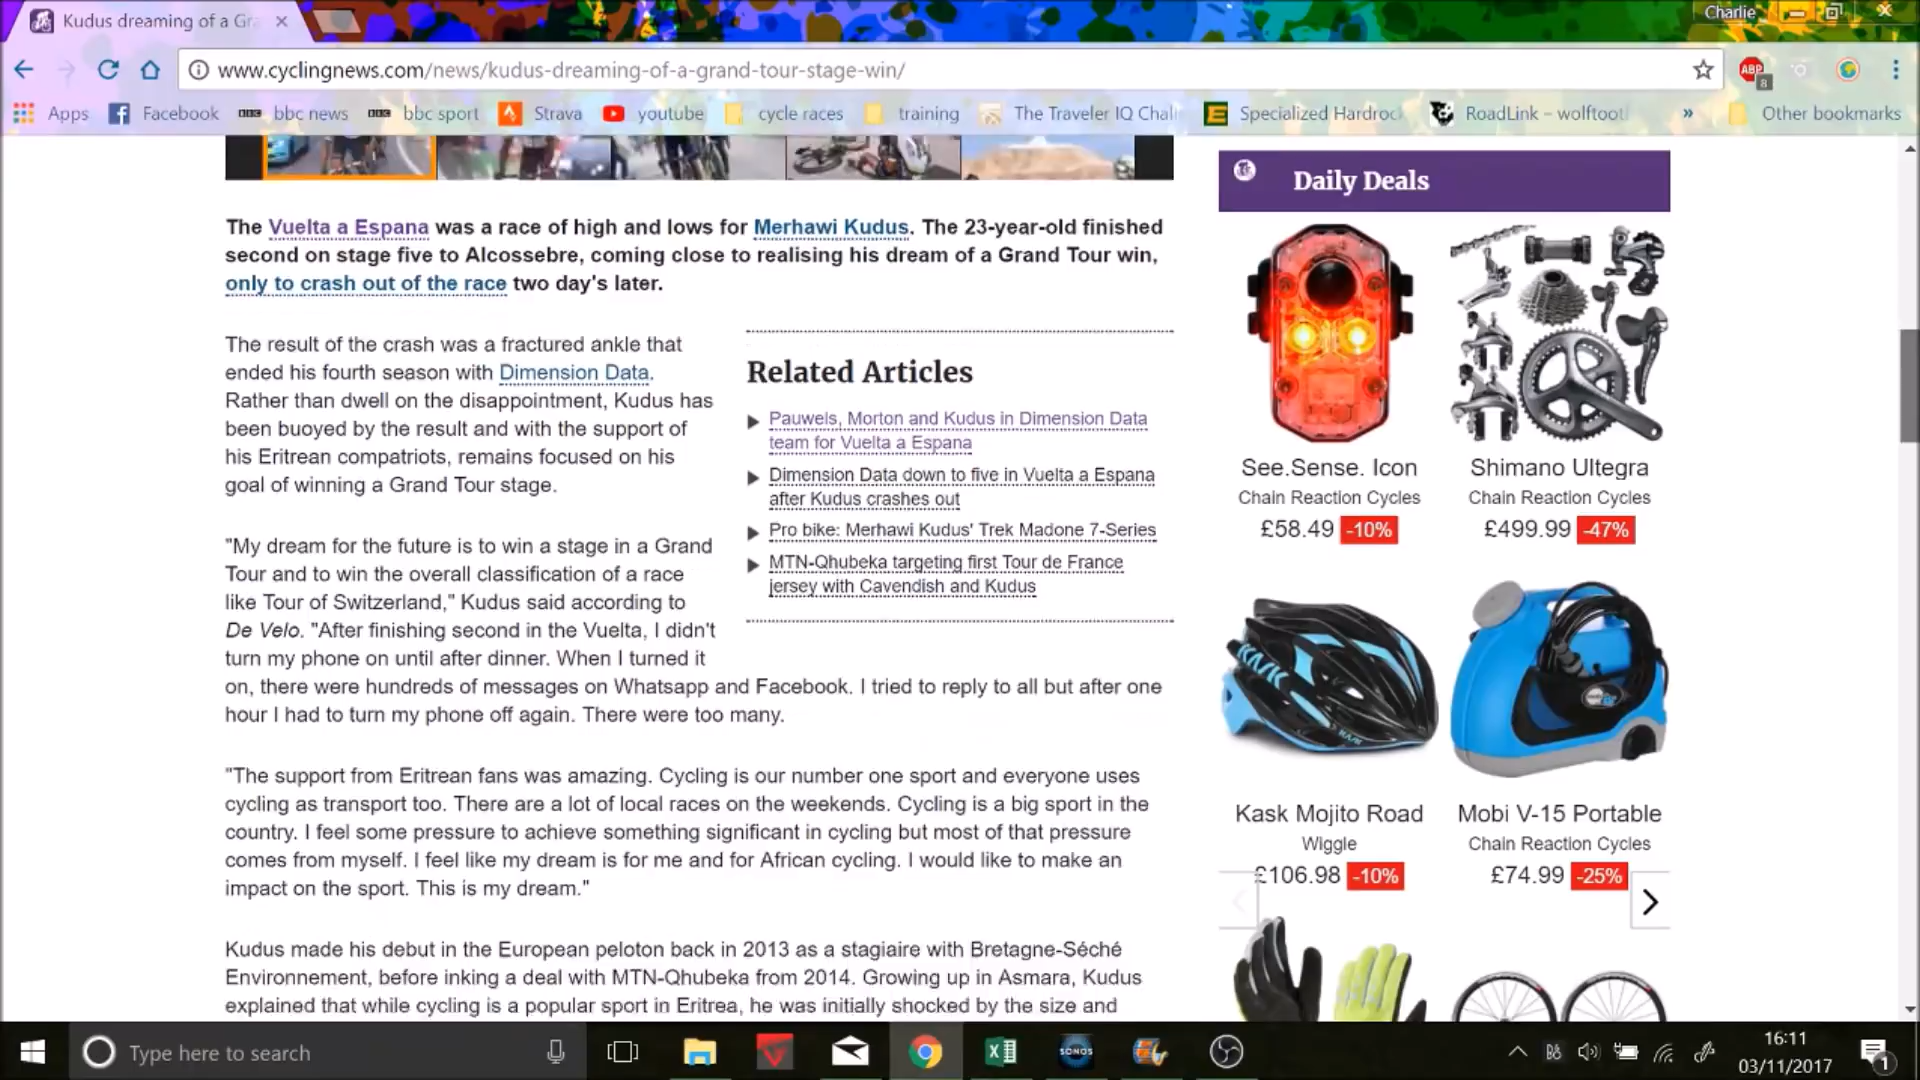 Kudus dreaming of a Gr
Charlie
www.cyclingnews.com/news/kudus-dreaming-of-a-grand-tour-stage-win/
ABP
8
Apps
Facebook
BBC
bbc news
BBC
bbc sport
Strava
youtube
cycle races
training
The Traveler IQ Chal
Specialized Hardroc
RoadLink – wolftoot
»
Other bookmarks
The Vuelta a Espana was a race of high and lows for Merhawi Kudus. The 23-year-old finished
second on stage five to Alcossebre, coming close to realising his dream of a Grand Tour win,
only to crash out of the race two day's later.
The result of the crash was a fractured ankle that
ended his fourth season with Dimension Data.
Rather than dwell on the disappointment, Kudus has
been buoyed by the result and with the support of
his Eritrean compatriots, remains focused on his
goal of winning a Grand Tour stage.
Related Articles
Pauwels, Morton and Kudus in Dimension Data
team for Vuelta a Espana
Dimension Data down to five in Vuelta a Espana
after Kudus crashes out
Pro bike: Merhawi Kudus' Trek Madone 7-Series
MTN-Qhubeka targeting first Tour de France
jersey with Cavendish and Kudus
"My dream for the future is to win a stage in a Grand
Tour and to win the overall classification of a race
like Tour of Switzerland," Kudus said according to
De Velo. "After finishing second in the Vuelta, I didn't
turn my phone on until after dinner. When I turned it
on, there were hundreds of messages on Whatsapp and Facebook. I tried to reply to all but after one
hour I had to turn my phone off again. There were too many.
"The support from Eritrean fans was amazing. Cycling is our number one sport and everyone uses
cycling as transport too. There are a lot of local races on the weekends. Cycling is a big sport in the
country. I feel some pressure to achieve something significant in cycling but most of that pressure
comes from myself. I feel like my dream is for me and for African cycling. I would like to make an
impact on the sport. This is my dream."
Kudus made his debut in the European peloton back in 2013 as a stagiaire with Bretagne-Séché
Environnement, before inking a deal with MTN-Qhubeka from 2014. Growing up in Asmara, Kudus
explained that while cycling is a popular sport in Eritrea, he was initially shocked by the size and
Daily Deals
See.Sense. Icon
Chain Reaction Cycles
£58.49 -10%
Shimano Ultegra
Chain Reaction Cycles
£499.99 -47%
KASK
KASK
Kask Mojito Road
Wiggle
£106.98 -10%
Mobi V-15 Portable
Chain Reaction Cycles
£74.99 -25%
Type here to search
SONOS
16:11
03/11/2017
1